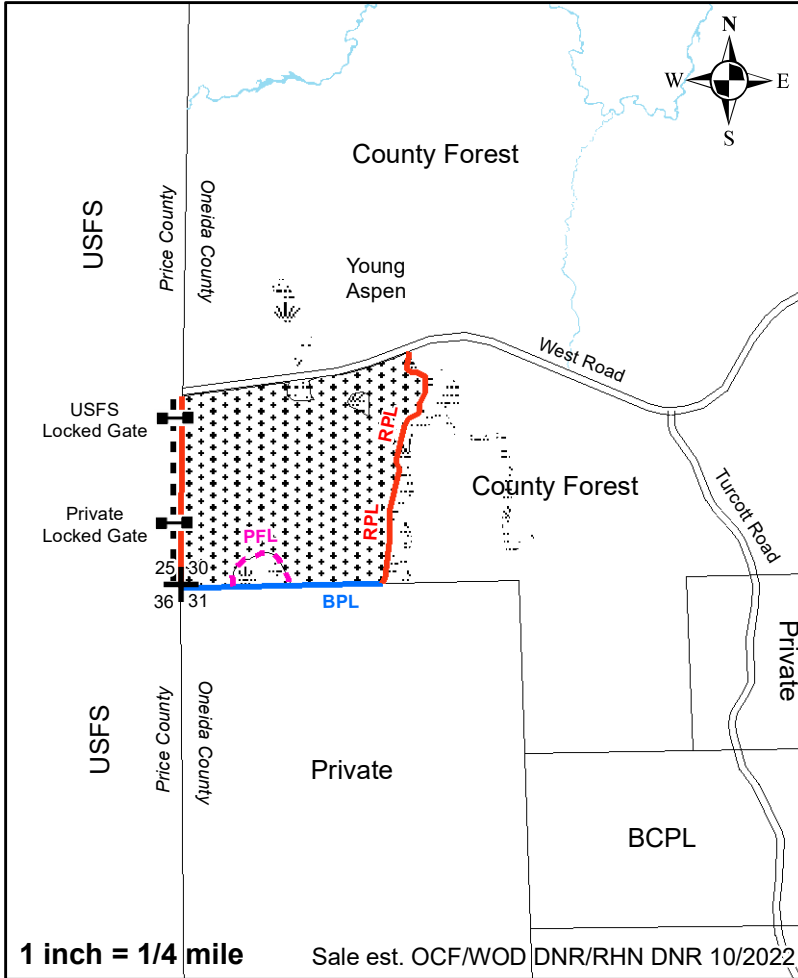 N
W E
S
County Forest
USFS
Price County
Oneida County
Young
Aspen
West Road
USFS
Locked Gate
RPL
County Forest
Turcott Road
RPL
Private
Locked Gate
PFL
25 30
36 31
BPL
Private
USFS
Price County
Oneida County
Private
BCPL
1 inch = 1/4 mile
Sale est. OCF/WOD DNR/RHN DNR 10/2022